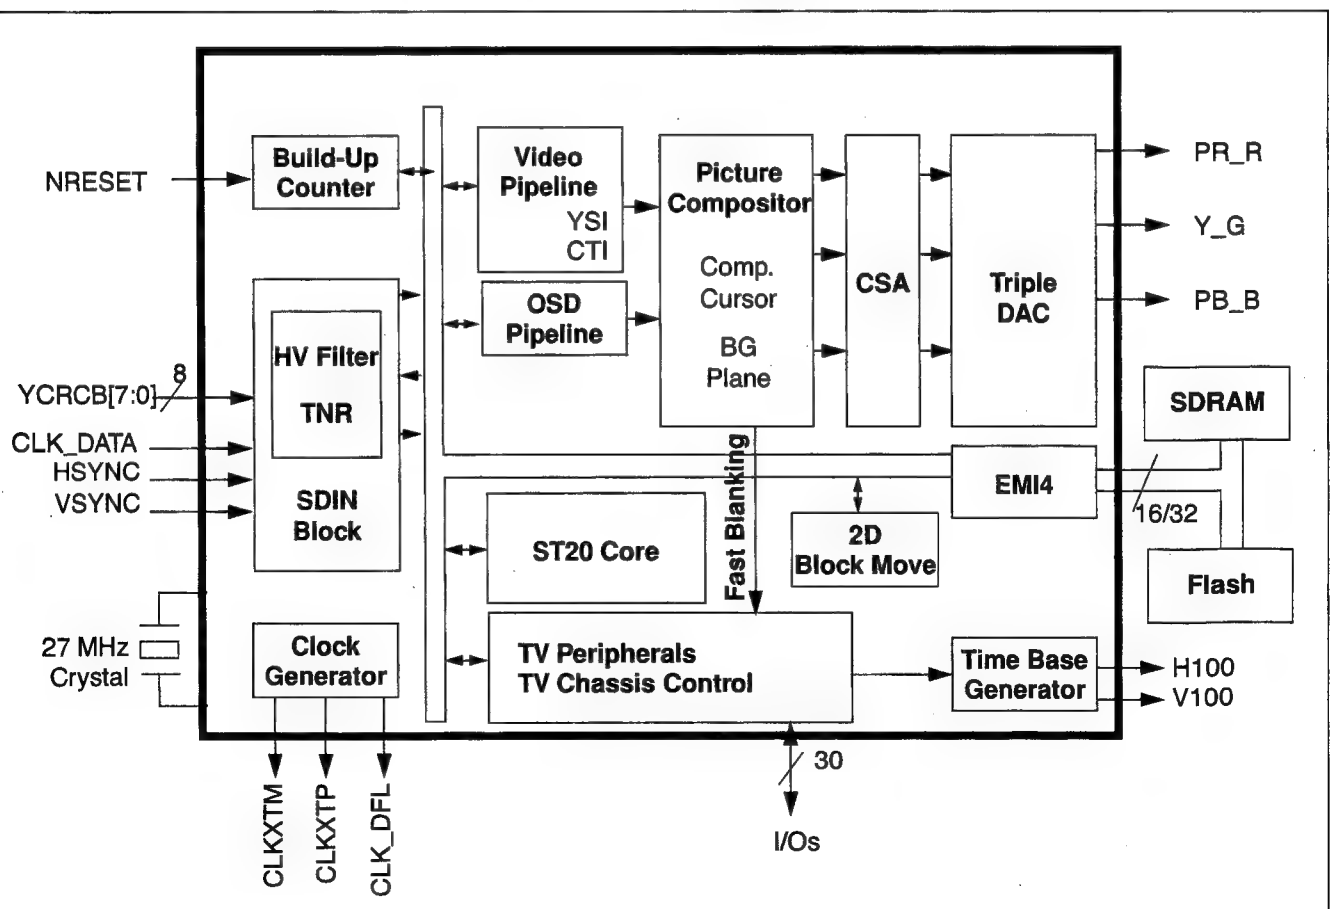 NRESET
Build-Up
Counter
Video
Pipeline
YSI
CTI
OSD
Pipeline
Picture
Compositor
Comp.
Cursor
BG
Plane
CSA
Triple
DAC
PR_R
Y_G
PB_B
YCRCB[7:0]
8
CLK_DATA
HSYNC
VSYNC
HV Filter
TNR
SDIN
Block
SDRAM
EMI4
16/32
Flash
Fast Blanking
2D
Block Move
ST20 Core
27 MHz
Crystal
Clock
Generator
TV Peripherals
TV Chassis Control
Time Base
Generator
H100
V100
30
I/Os
CLKXTM
CLKXTP
CLK_DFL